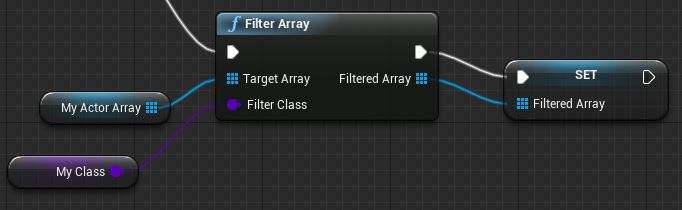 f Filter Array
SET
Target Array Filtered Array
My Actor Array
Filter Class
Filtered Array
My Class